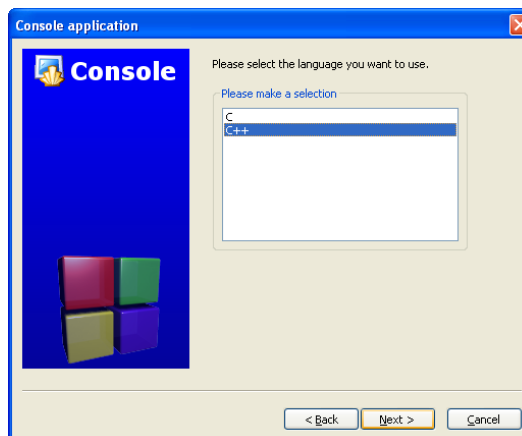 Console application
Console
Please select the language you want to use.
Please make a selection
C
C++
< Back
Next >
Cancel